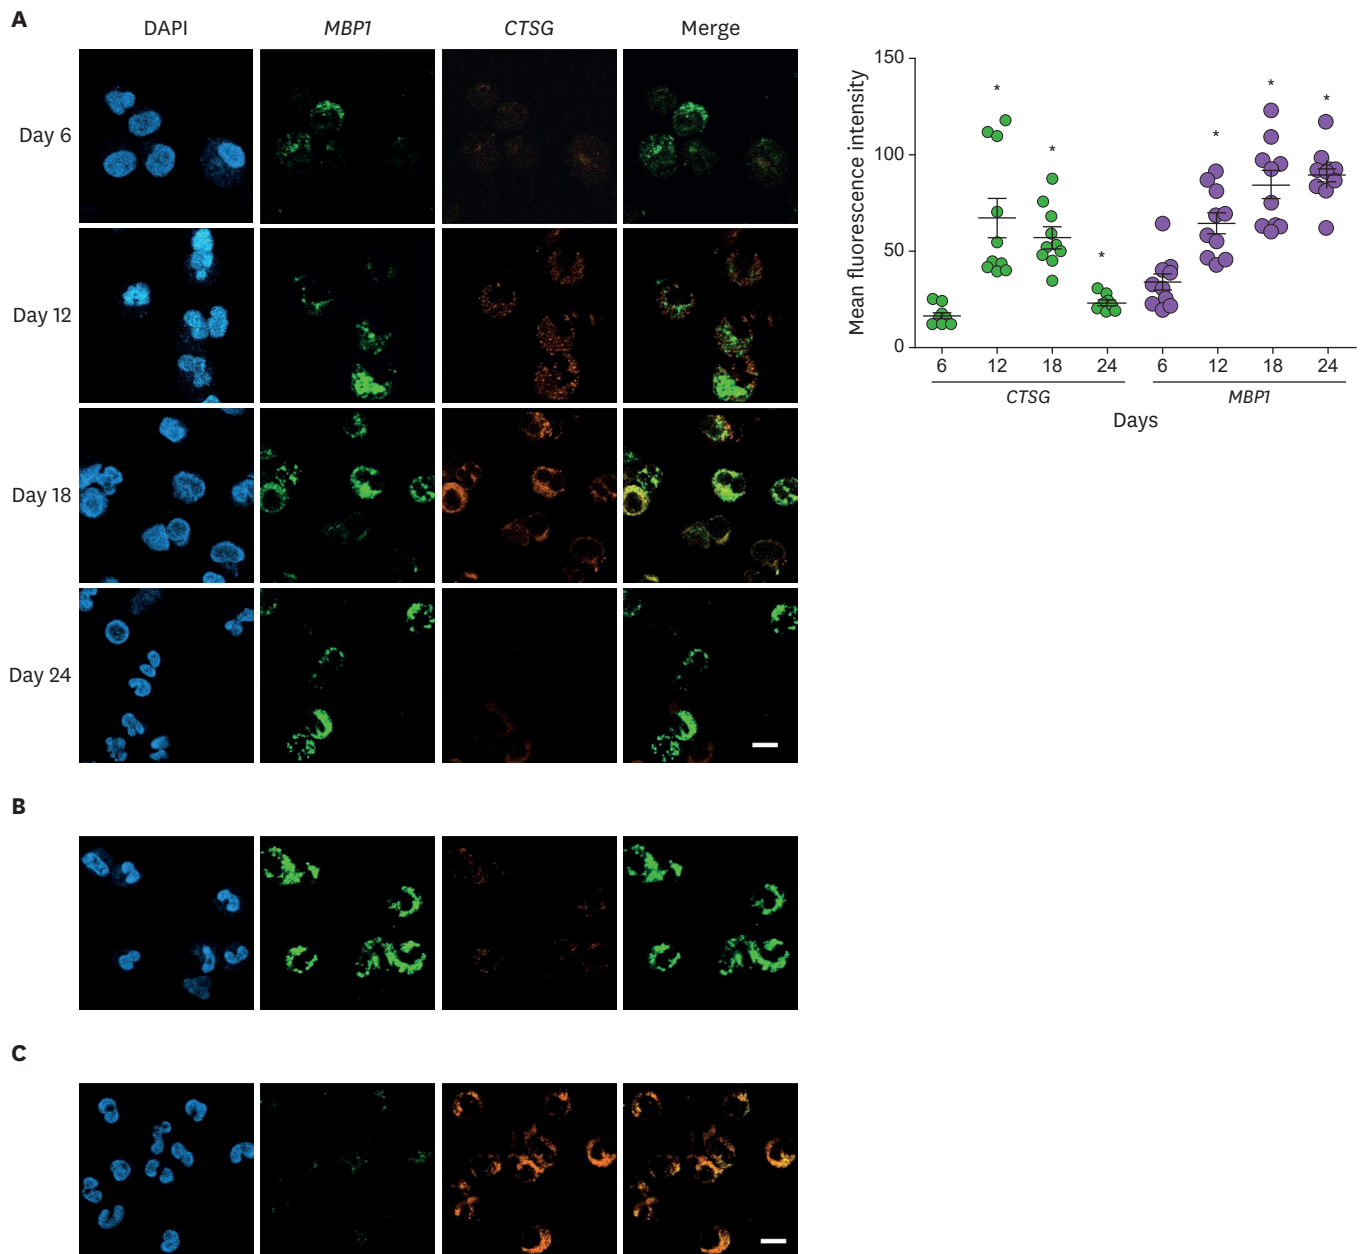 A
DAPI MBP1 CTSG Merge
Day 6
Day 12
Day 18
Day 24
Mean fluorescence intensity
150
100
50
0
* * * * * *
6 12 18 24 6 12 18 24
CTSG MBP1
Days
B
C